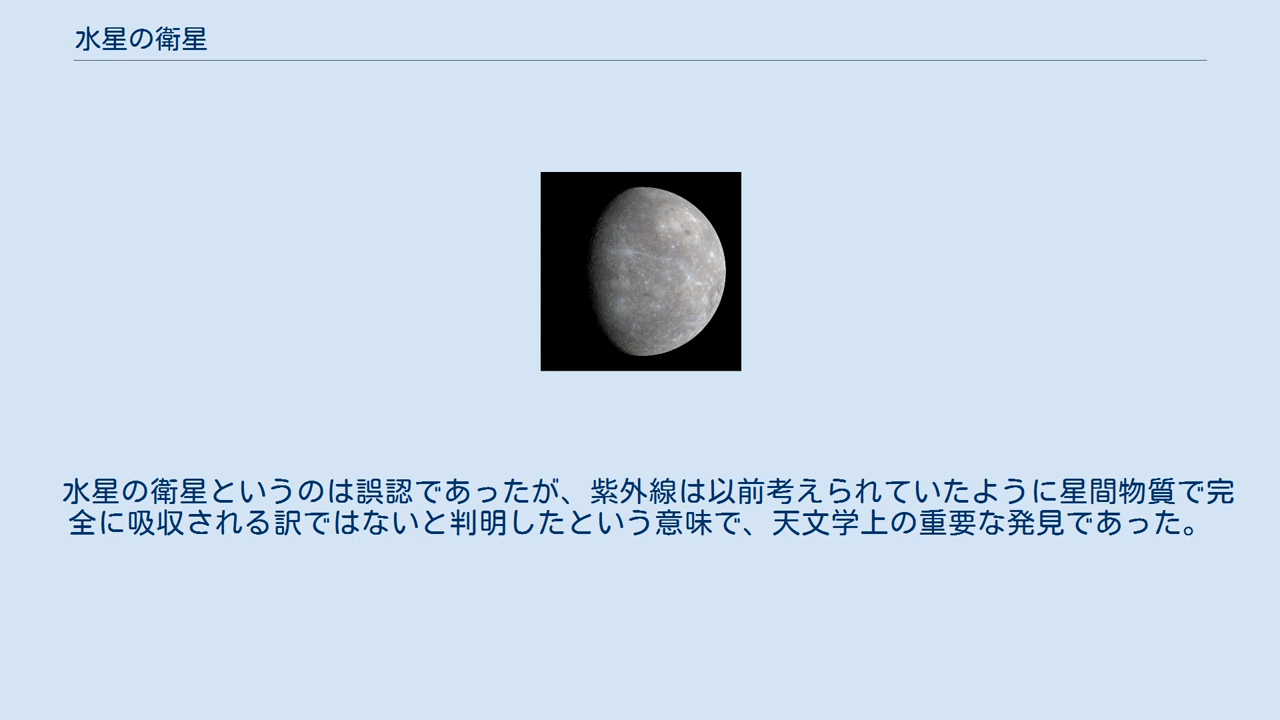 水星の衛星
水星の衛星というのは誤認であったが、紫外線は以前考えられていたように星間物質で完
全に吸収される訳ではないと判明したという意味で、天文学上の重要な発見であった。